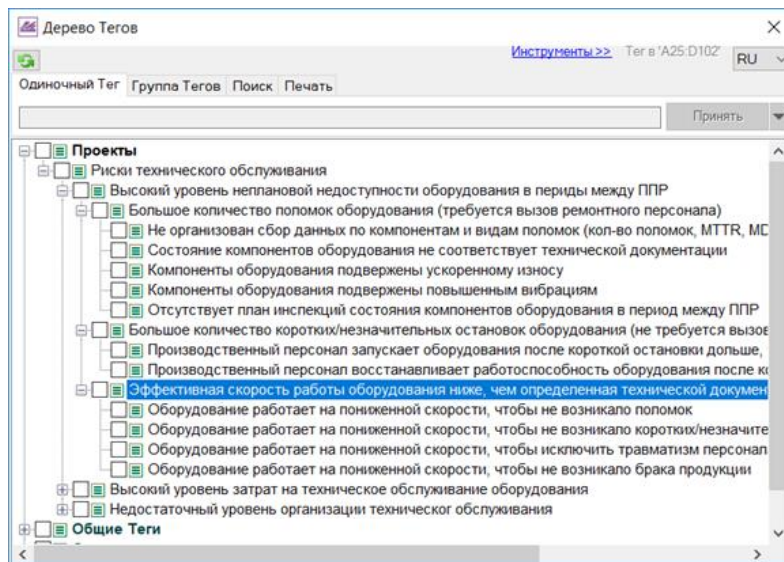 Дерево Тегов
Инструменты >> Тег в 'A25:D102' RU
Одиночный Тег Группа Тегов Поиск Печать
Принять
Проекты
Риски технического обслуживания
Высокий уровень неплановой недоступности оборудования в периды между ППР
Большое количество поломок оборудования (требуется вызов ремонтного персонала)
Не организован сбор данных по компонентам и видам поломок (кол-во поломок, MTTR, MD
Состояние компонентов оборудования не соответствует технической документации
Компоненты оборудования подвержены ускоренному износу
Компоненты оборудования подвержены повышенным вибрациям
Отсутствует план инспекций состояния компонентов оборудования в период между ППР
Большое количество коротких/незначительных остановок оборудования (не требуется вызов
Производственный персонал запускает оборудования после короткой остановки дольше,
Производственный персонал восстанавливает работоспособность оборудования после ко
Эффективная скорость работы оборудования ниже, чем определенная технической докумен
Оборудование работает на пониженной скорости, чтобы не возникало поломок
Оборудование работает на пониженной скорости, чтобы не возникало коротких/незначите
Оборудование работает на пониженной скорости, чтобы исключить травматизм персонал
Оборудование работает на пониженной скорости, чтобы не возникало брака продукции
Высокий уровень затрат на техническое обслуживание оборудования
Недостаточный уровень организации техническог обслуживания
Общие Теги